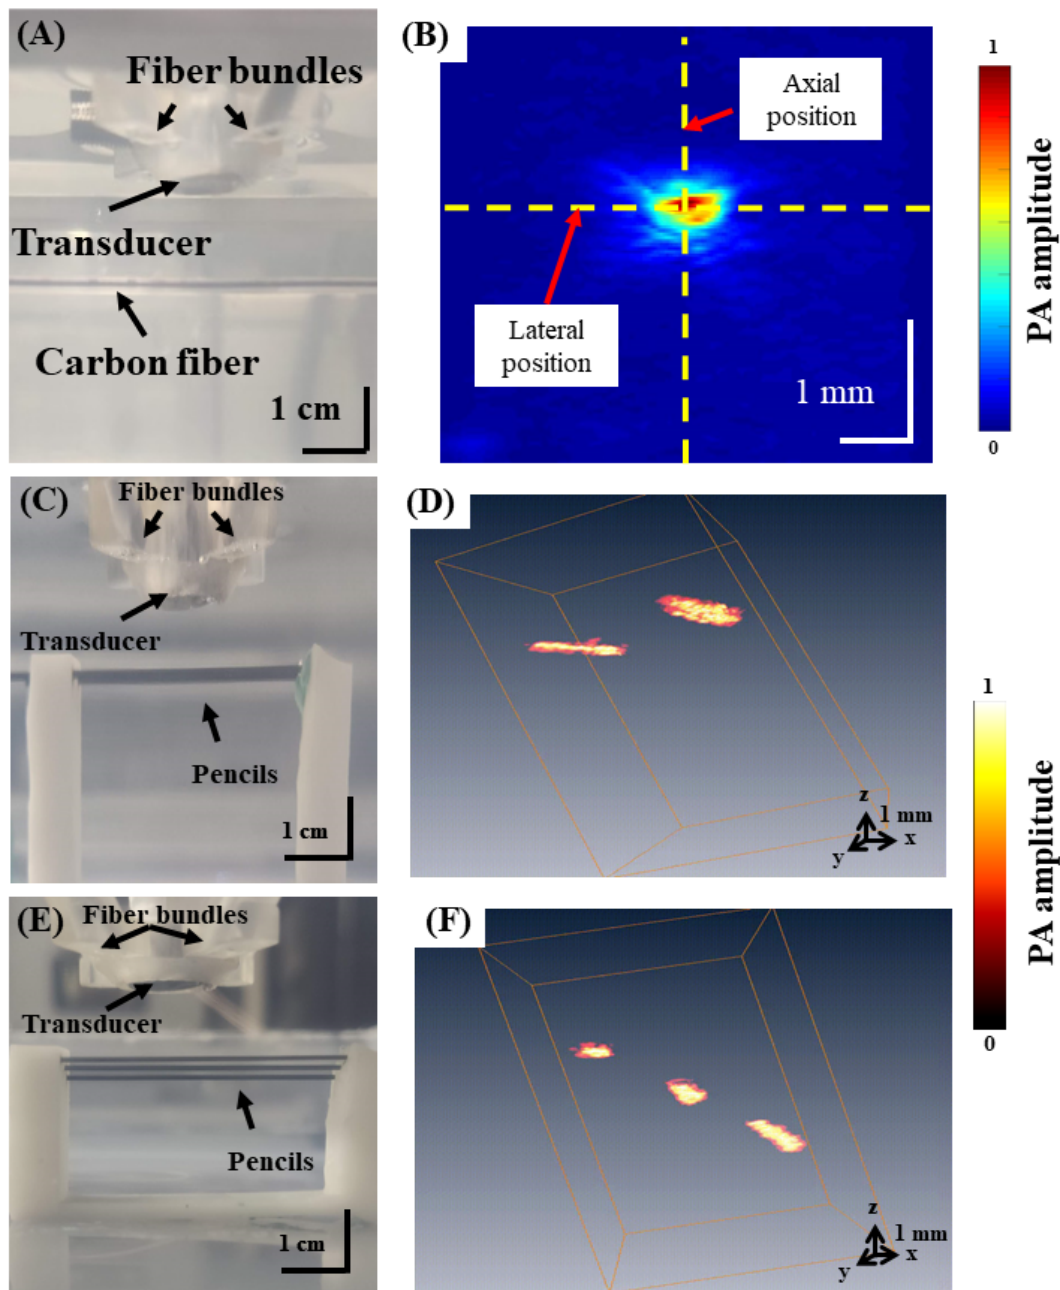 (A)
Fiber bundles
Transducer
Carbon fiber
1 cm
(B)
Axial
position
Lateral
position
1 mm
1
PA amplitude
0
(C)
Fiber bundles
Transducer
Pencils
1 cm
(D)
z
1 mm
x
y
1
PA amplitude
0
(E)
Fiber bundles
Transducer
Pencils
1 cm
(F)
z
1 mm
x
y